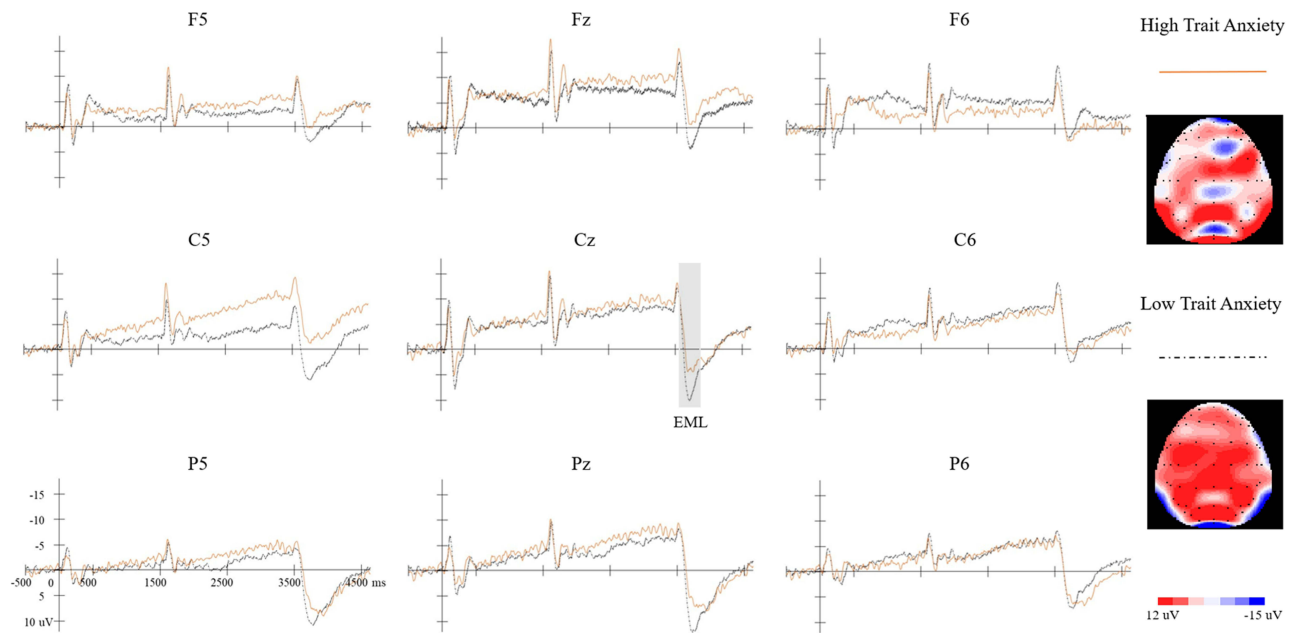 F5
Fz
F6
High Trait Anxiety
C5
Cz
C6
Low Trait Anxiety
EML
P5
Pz
P6
-15
-10
-5
-500 0 500 1500 2500 3500 4500 ms
5
10 uV
12 uV -15 uV